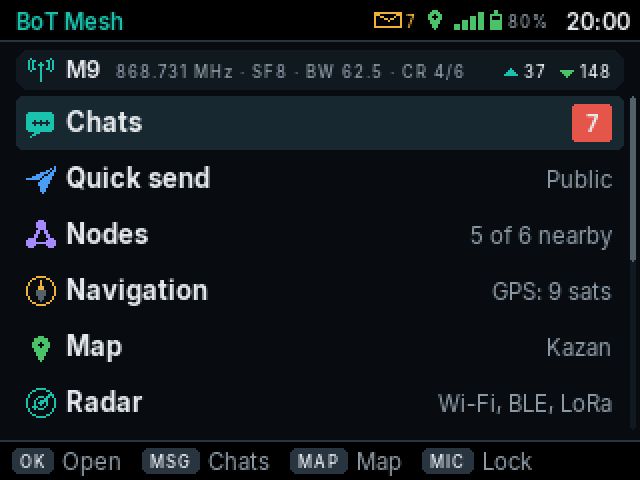 BoT Mesh 7 80% 20:00
M9 868.731 MHz · SF8 · BW 62.5 · CR 4/6 37 148
Chats 7
Quick send Public
Nodes 5 of 6 nearby
Navigation GPS: 9 sats
Map Kazan
Radar Wi-Fi, BLE, LoRa
OK Open MSG Chats MAP Map MIC Lock